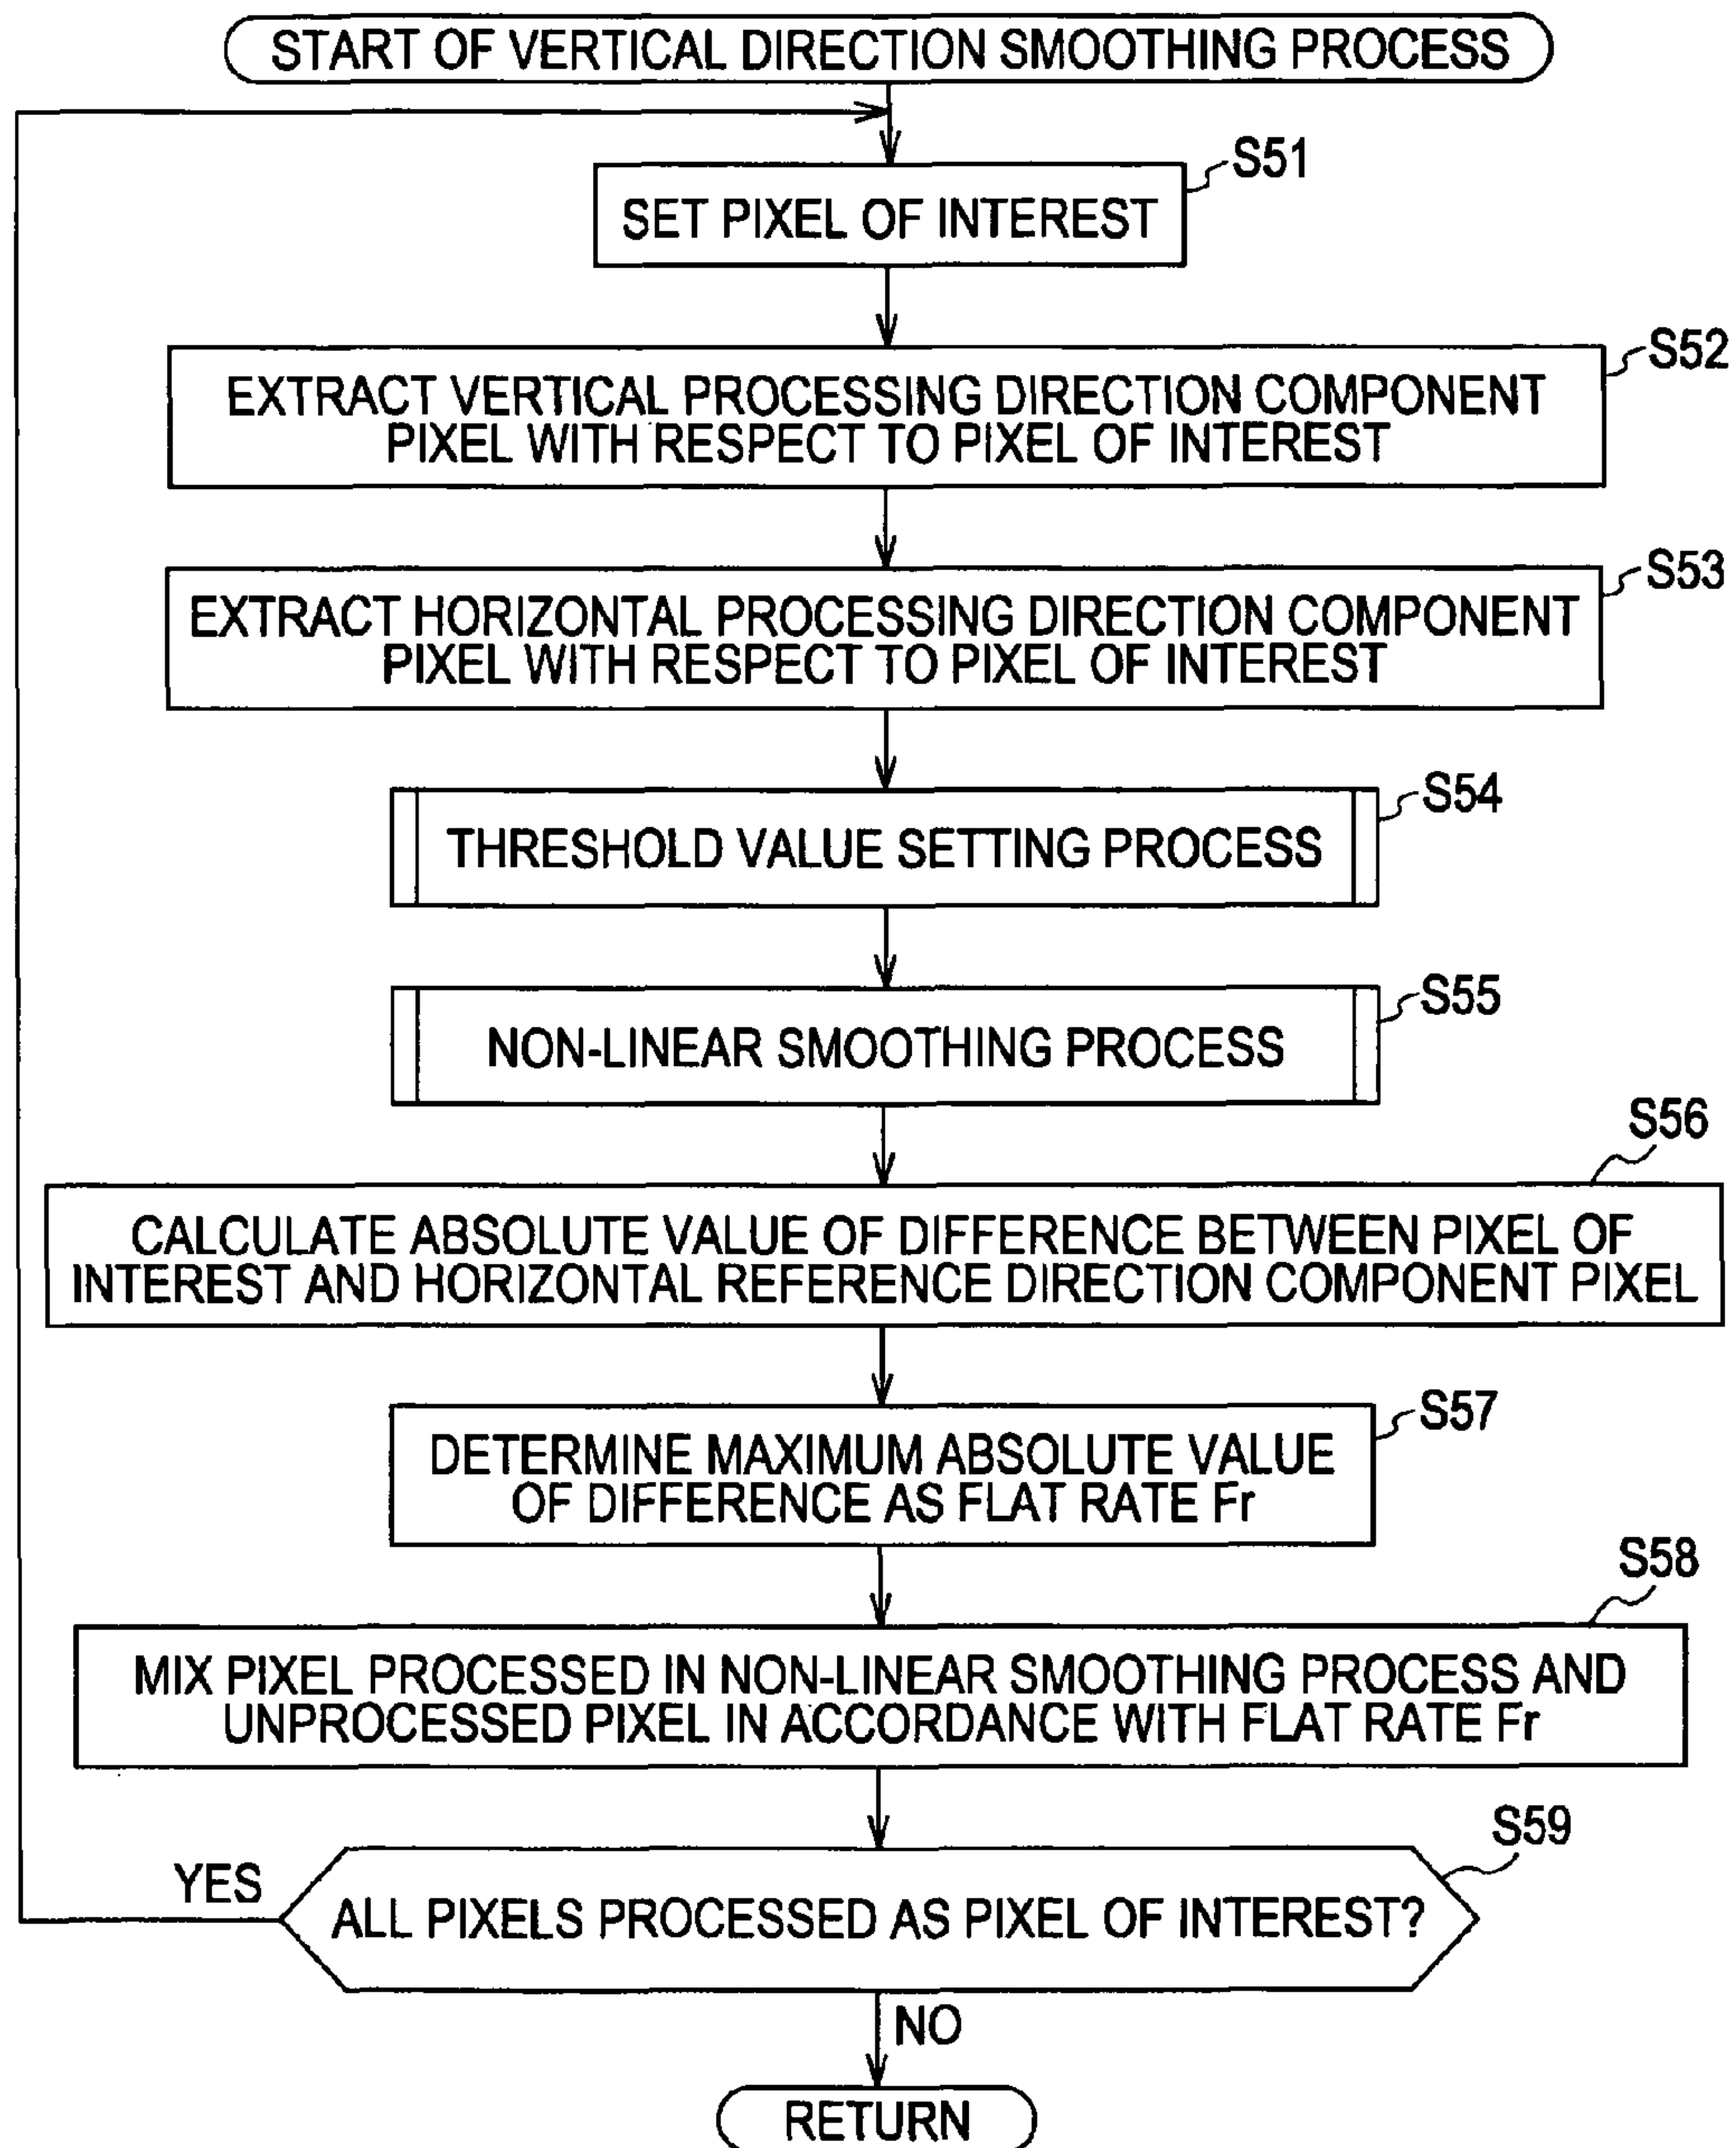 START OF VERTICAL DIRECTION SMOOTHING PROCESS
S51
SET PIXEL OF INTEREST
S52
EXTRACT VERTICAL PROCESSING DIRECTION COMPONENT
PIXEL WITH RESPECT TO PIXEL OF INTEREST
S53
EXTRACT HORIZONTAL PROCESSING DIRECTION COMPONENT
PIXEL WITH RESPECT TO PIXEL OF INTEREST
S54
THRESHOLD VALUE SETTING PROCESS
S55
NON-LINEAR SMOOTHING PROCESS
S56
CALCULATE ABSOLUTE VALUE OF DIFFERENCE BETWEEN PIXEL OF
INTEREST AND HORIZONTAL REFERENCE DIRECTION COMPONENT PIXEL
S57
DETERMINE MAXIMUM ABSOLUTE VALUE
OF DIFFERENCE AS FLAT RATE Fr
S58
MIX PIXEL PROCESSED IN NON-LINEAR SMOOTHING PROCESS AND
UNPROCESSED PIXEL IN ACCORDANCE WITH FLAT RATE Fr
S59
YES
ALL PIXELS PROCESSED AS PIXEL OF INTEREST?
NO
RETURN